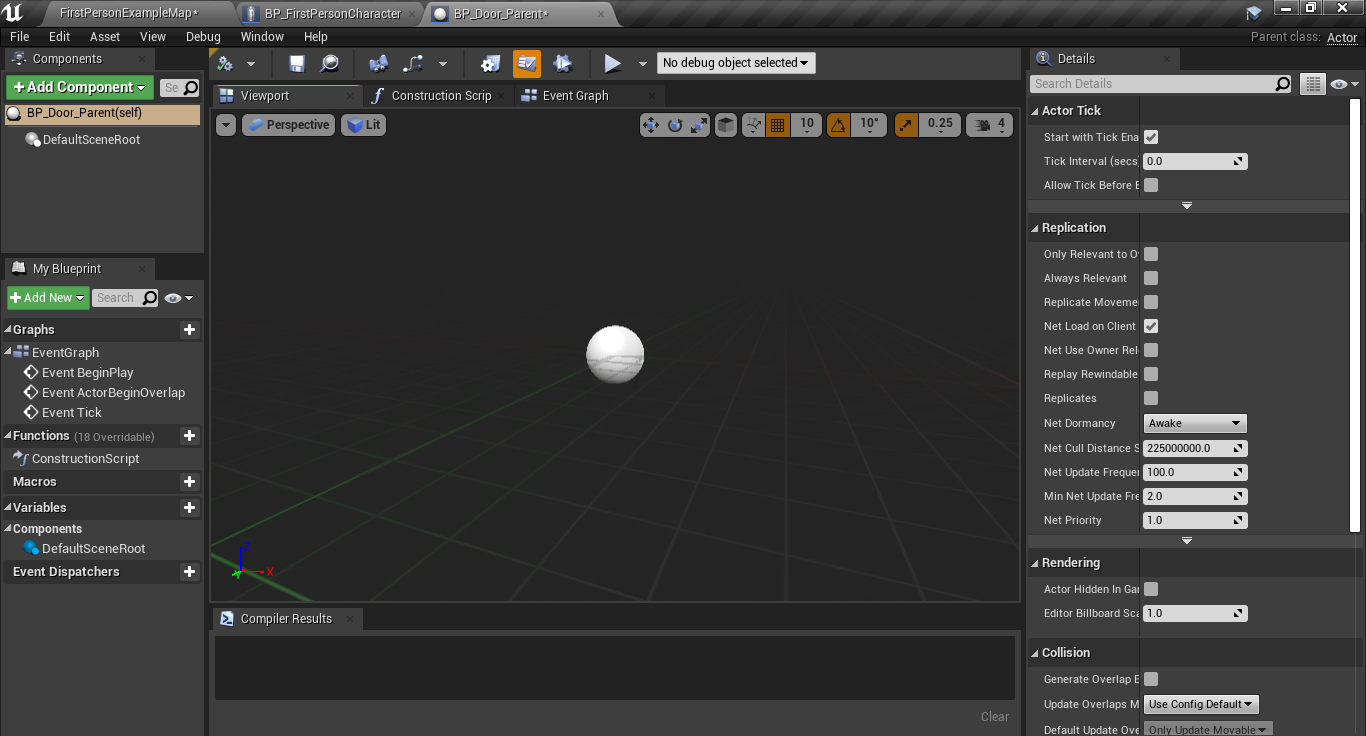 FirstPersonExampleMap*
BP_FirstPersonCharacter
BP_Door_Parent*
File Edit Asset View Debug Window Help
Parent class: Actor
Components
+ Add Component
Se
BP_Door_Parent(self)
DefaultSceneRoot
My Blueprint
+ Add New
Search
Graphs
EventGraph
Event BeginPlay
Event ActorBeginOverlap
Event Tick
Functions (18 Overridable)
ConstructionScript
Macros
Variables
Components
DefaultSceneRoot
Event Dispatchers
No debug object selected
Viewport
Construction Scrip
Event Graph
Perspective
Lit
10
10°
0.25
4
Z
X
Compiler Results
Clear
Details
Search Details
Actor Tick
Start with Tick Ena
Tick Interval (secs
0.0
Allow Tick Before B
Replication
Only Relevant to O
Always Relevant
Replicate Moveme
Net Load on Client
Net Use Owner Rel
Replay Rewindable
Replicates
Net Dormancy
Awake
Net Cull Distance S
225000000.0
Net Update Frequen
100.0
Min Net Update Fre
2.0
Net Priority
1.0
Rendering
Actor Hidden In Gar
Editor Billboard Sca
1.0
Collision
Generate Overlap E
Update Overlaps M
Use Config Default
Default Update Ove
Only Update Movable